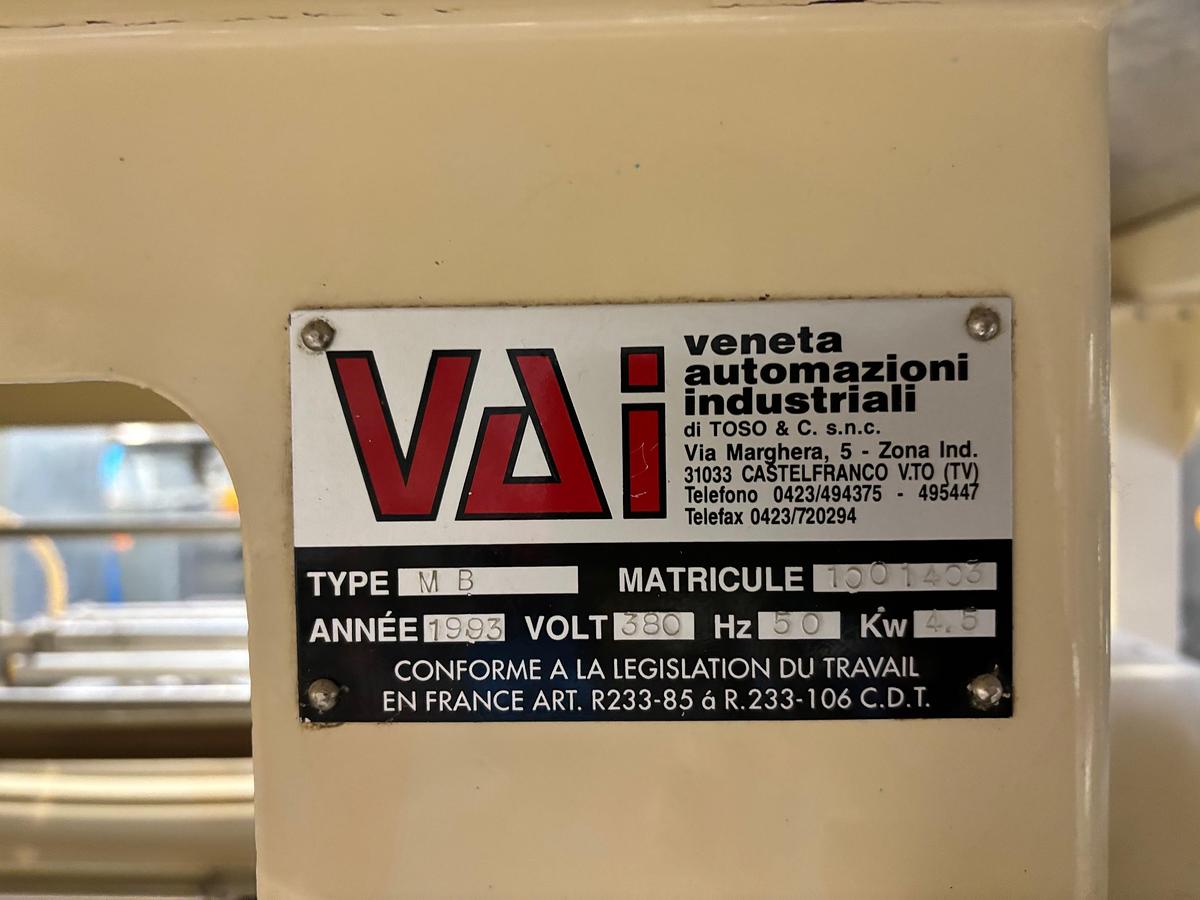 VAi
veneta
automazioni
industriali
di TOSO & C. s.n.c.
Via Marghera, 5 - Zona Ind.
31033 CASTELFRANCO V.TO (TV)
Telefono 0423/494375 - 495447
Telefax 0423/720294
TYPE M B MATRICULE 1001403
ANNÉE 1993 VOLT 380 Hz 50 Kw 4.5
CONFORME A LA LEGISLATION DU TRAVAIL
EN FRANCE ART. R233-85 á R.233-106 C.D.T.